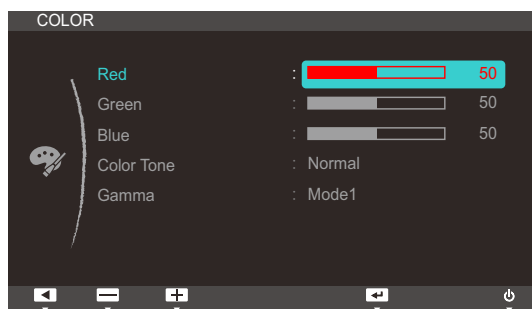 COLOR
Red : 50
Green : 50
Blue : 50
Color Tone : Normal
Gamma : Mode1